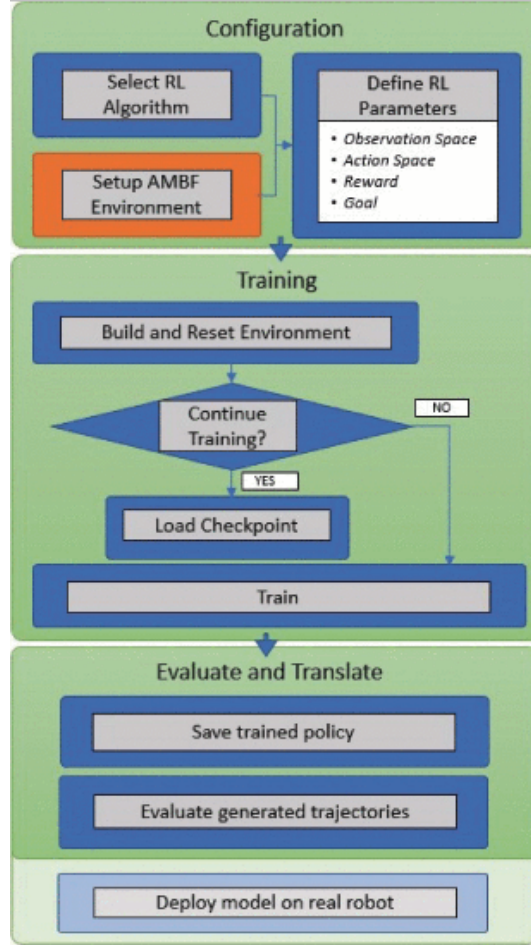 Configuration
Select RL
Algorithm
Setup AMBF
Environment
Define RL
Parameters
• Observation Space
• Action Space
• Reward
• Goal
Training
Build and Reset Environment
Continue
Training?
NO
YES
Load Checkpoint
Train
Evaluate and Translate
Save trained policy
Evaluate generated trajectories
Deploy model on real robot